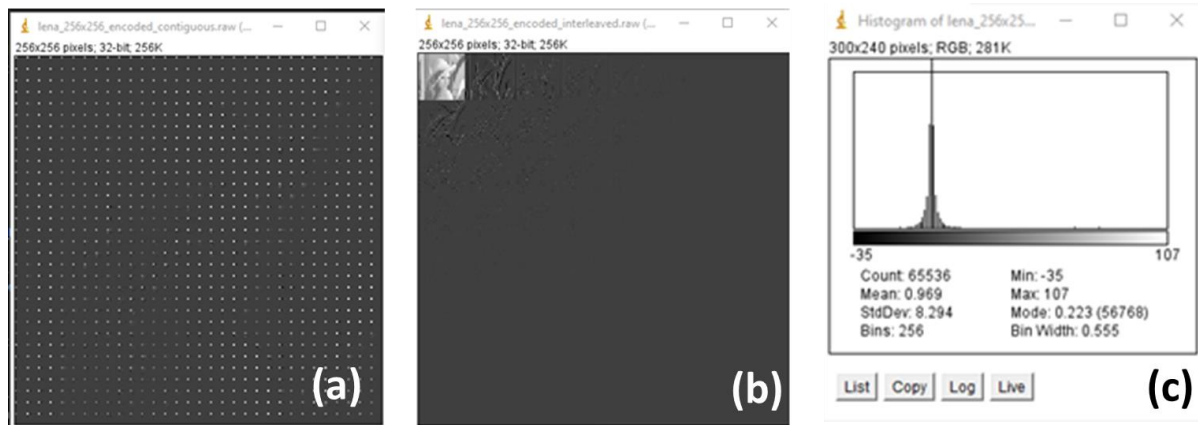 lena_256x256_encoded_contiguous.raw (...
256x256 pixels; 32-bit; 256K
(a)
lena_256x256_encoded_interleaved.raw (...
256x256 pixels; 32-bit; 256K
(b)
Histogram of lena_256x25...
300x240 pixels; RGB; 281K
-35 107
Count: 65536 Min: -35
Mean: 0.969 Max: 107
StdDev: 8.294 Mode: 0.223 (56768)
Bins: 256 Bin Width: 0.555
List Copy Log Live
(c)